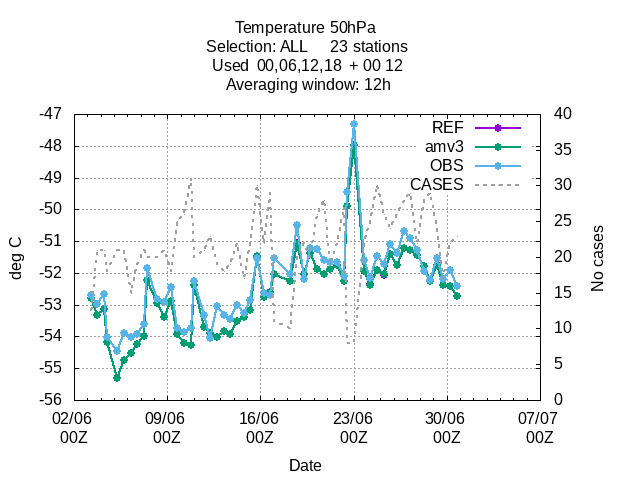 Temperature 50hPa
Selection: ALL     23 stations
Used  00,06,12,18  + 00 12
Averaging window: 12h
-47
-48
-49
-50
-51
-52
-53
-54
-55
-56
deg C
40
35
30
25
20
15
10
5
0
No cases
REF
amv3
OBS
CASES
02/06 09/06 16/06 23/06 30/06 07/07
00Z 00Z 00Z 00Z 00Z 00Z
Date